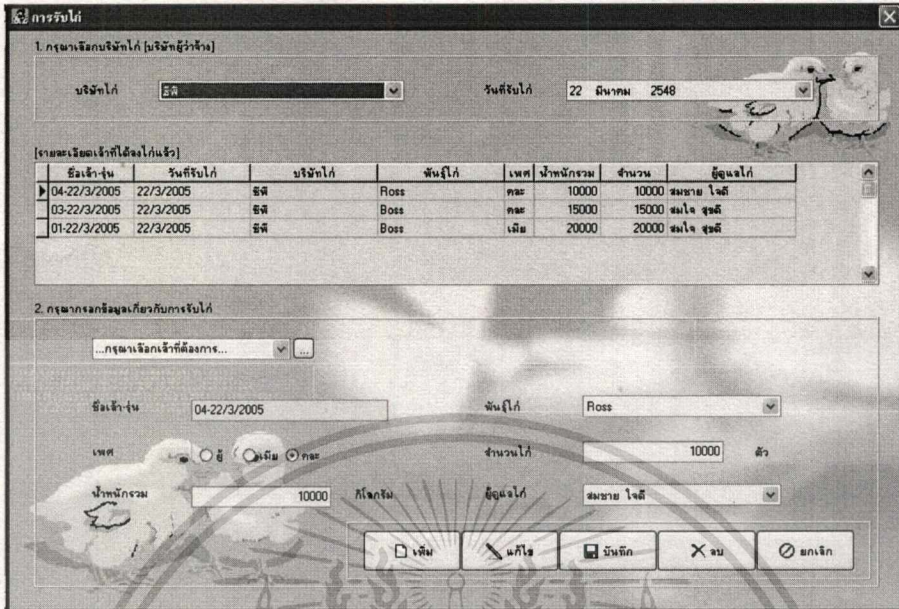 การรับไก่
1. กรุณาเลือกบริษัทไก่ [บริษัทผู้ว่าจ้าง]
บริษัทไก่ ซีพี วันที่รับไก่ 22 มีนาคม 2548
[รายละเอียดเล้าที่ได้ลงไก่แล้ว]
ชื่อเล้า-รุ่น วันที่รับไก่ บริษัทไก่ พันธุ์ไก่ เพศ น้ำหนักรวม จำนวน ผู้ดูแลไก่
04-22/3/2005 22/3/2005 ซีพี Ross คละ 10000 10000 สมชาย ใจดี
03-22/3/2005 22/3/2005 ซีพี Boss คละ 15000 15000 สมใจ สุขดี
01-22/3/2005 22/3/2005 ซีพี Boss เมีย 20000 20000 สมใจ สุขดี
2. กรุณากรอกข้อมูลเกี่ยวกับการรับไก่
...กรุณาเลือกเล้าที่ต้องการ... ...
ชื่อเล้า-รุ่น 04-22/3/2005 พันธุ์ไก่ Ross
เพศ ผู้ เมีย คละ จำนวนไก่ 10000 ตัว
น้ำหนักรวม 10000 กิโลกรัม ผู้ดูแลไก่ สมชาย ใจดี
เพิ่ม แก้ไข บันทึก ลบ ยกเลิก